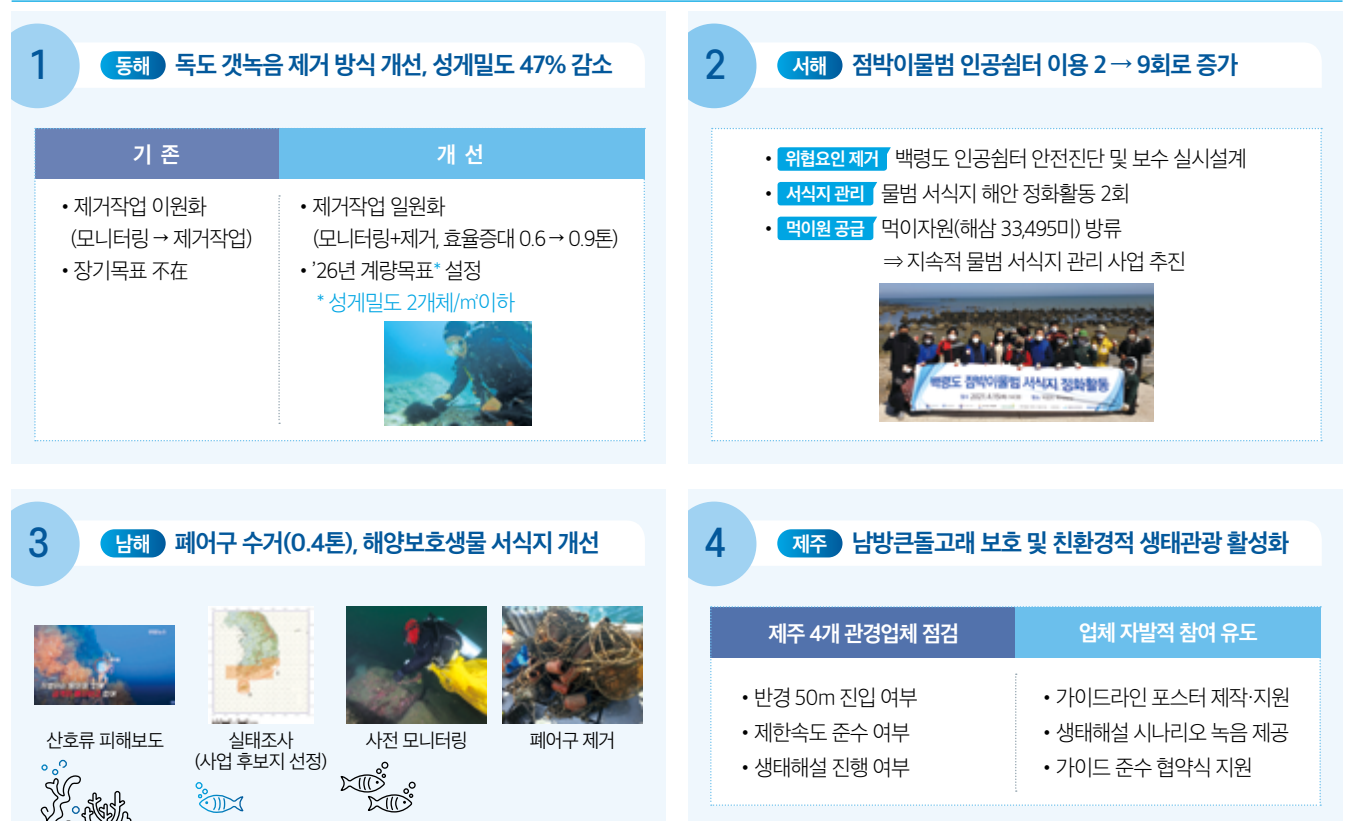 1
동해 독도 갯녹음 제거 방식 개선, 성게밀도 47% 감소
기 존
개 선
• 제거작업 이원화
(모니터링 → 제거작업)
• 장기목표 不在
• 제거작업 일원화
(모니터링+제거, 효율증대 0.6 → 0.9톤)
• ’26년 계량목표* 설정
* 성게밀도 2개체/㎡이하
2
서해 점박이물범 인공쉼터 이용 2 → 9회로 증가
• 위협요인 제거 백령도 인공쉼터 안전진단 및 보수 실시설계
• 서식지 관리 물범 서식지 해안 정화활동 2회
• 먹이원 공급 먹이자원(해삼 33,495미) 방류
⇒ 지속적 물범 서식지 관리 사업 추진
백령도 점박이물범 서식지 정화활동
3
남해 폐어구 수거(0.4톤), 해양보호생물 서식지 개선
산호류 피해보도
실태조사
(사업 후보지 선정)
사전 모니터링
폐어구 제거
4
제주 남방큰돌고래 보호 및 친환경적 생태관광 활성화
제주 4개 관경업체 점검
업체 자발적 참여 유도
• 반경 50m 진입 여부
• 제한속도 준수 여부
• 생태해설 진행 여부
• 가이드라인 포스터 제작·지원
• 생태해설 시나리오 녹음 제공
• 가이드 준수 협약식 지원